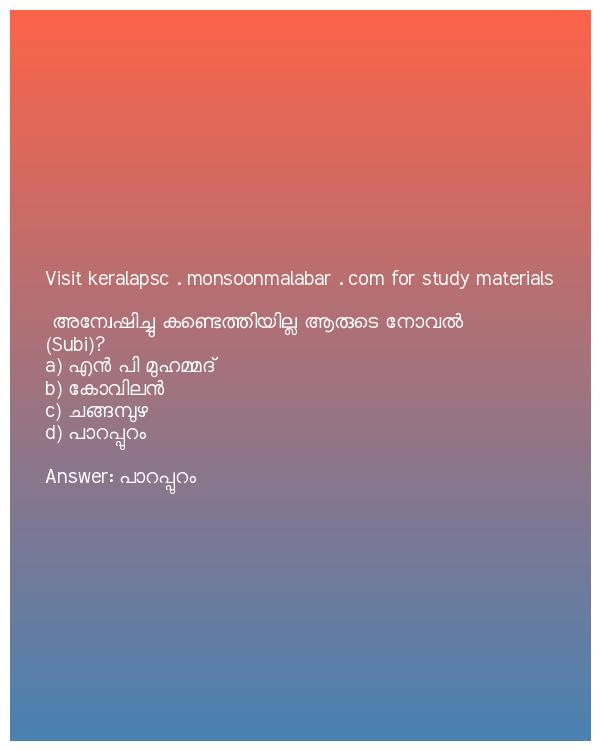 Visit keralapsc . monsoonmalabar . com for study materials
അന്വേഷിച്ചു കണ്ടെത്തിയില്ല ആരുടെ നോവൽ
(Subi)?
a) എൻ പി മുഹമ്മദ്
b) കോവിലൻ
c) ചങ്ങമ്പുഴ
d) പാറപ്പുറം
Answer: പാറപ്പുറം